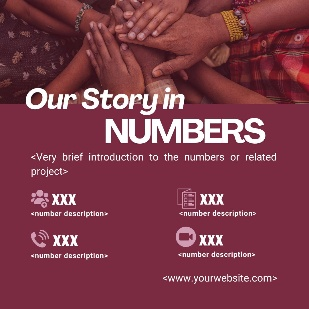 Our Story in
NUMBERS
<Very brief introduction to the numbers or related
project>
XXX
<number description>
XXX
<number description>
XXX
<number description>
XXX
<number description>
<www.yourwebsite.com>